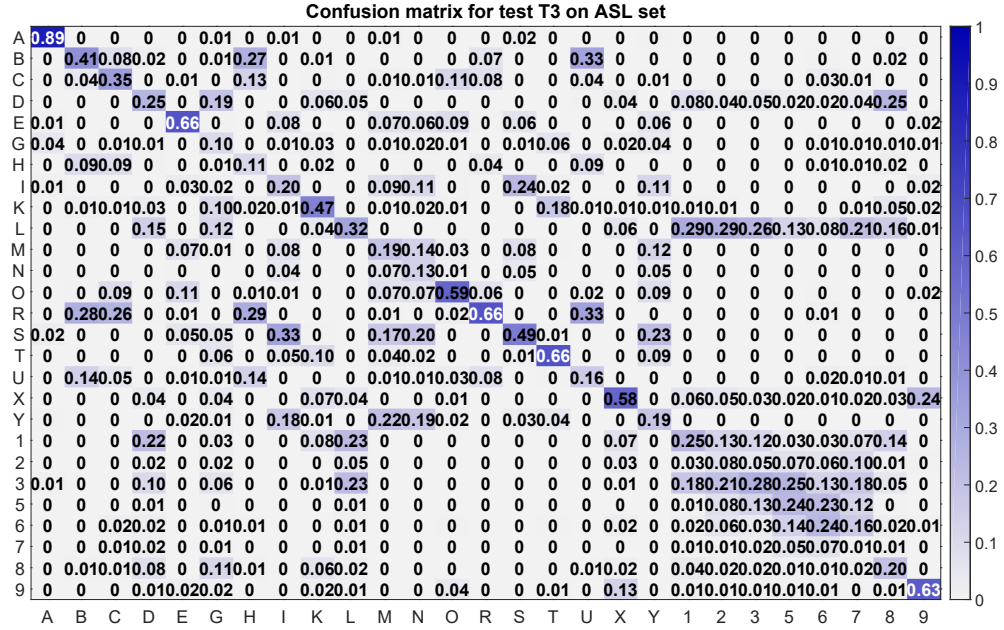 Confusion matrix for test T3 on ASL set
A 0.89 0 0 0 0 0.01 0 0.01 0 0 0.01 0 0 0 0.02 0 0 0 0 0 0 0 0 0 0 0 0
B 0 0.41 0.08 0.02 0 0.01 0.27 0 0.01 0 0 0 0 0.07 0 0 0.33 0 0 0 0 0 0 0 0 0.02 0
C 0 0.04 0.35 0 0.01 0 0.13 0 0 0 0.01 0.01 0.11 0.08 0 0 0.04 0 0.01 0 0 0 0 0.03 0.01 0 0
D 0 0 0 0.25 0 0.19 0 0 0.06 0.05 0 0 0 0 0 0 0 0.04 0 0.08 0.04 0.05 0.02 0.02 0.04 0.25 0
E 0.01 0 0 0 0.66 0 0 0.08 0 0 0.07 0.06 0.09 0 0.06 0 0 0 0.06 0 0 0 0 0 0 0 0.02
G 0.04 0 0.01 0.01 0 0.10 0 0.01 0.03 0 0.01 0.02 0.01 0 0.01 0.06 0 0.02 0.04 0 0 0 0 0.01 0.01 0.01 0.01
H 0 0.09 0.09 0 0 0.01 0.11 0 0.02 0 0 0 0 0.04 0 0 0.09 0 0 0 0 0 0 0.01 0.01 0.02 0
I 0.01 0 0 0 0.03 0.02 0 0.20 0 0 0.09 0.11 0 0 0.24 0.02 0 0 0.11 0 0 0 0 0 0 0 0.02
K 0 0.01 0.01 0.03 0 0.10 0.02 0.01 0.47 0 0.01 0.02 0.01 0 0 0.18 0.01 0.01 0.01 0.01 0.01 0 0 0 0.01 0.05 0.02
L 0 0 0 0.15 0 0.12 0 0 0.04 0.32 0 0 0 0 0 0 0 0.06 0 0.29 0.29 0.26 0.13 0.08 0.21 0.16 0.01
M 0 0 0 0 0.07 0.01 0 0.08 0 0 0.19 0.14 0.03 0 0.08 0 0 0 0.12 0 0 0 0 0 0 0 0
N 0 0 0 0 0 0 0 0.04 0 0 0.07 0.13 0.01 0 0.05 0 0 0 0.05 0 0 0 0 0 0 0 0
O 0 0 0.09 0 0.11 0 0.01 0.01 0 0 0.07 0.07 0.59 0.06 0 0 0.02 0 0.09 0 0 0 0 0 0 0 0.02
R 0 0.28 0.26 0 0.01 0 0.29 0 0 0 0.01 0 0.02 0.66 0 0 0.33 0 0 0 0 0 0 0.01 0 0 0
S 0.02 0 0 0 0.05 0.05 0 0.33 0 0 0.17 0.20 0 0 0.49 0.01 0 0 0.23 0 0 0 0 0 0 0 0
T 0 0 0 0 0 0.06 0 0.05 0.10 0 0.04 0.02 0 0 0.01 0.66 0 0 0.09 0 0 0 0 0 0 0 0
U 0 0.14 0.05 0 0.01 0.01 0.14 0 0 0 0.01 0.01 0.03 0.08 0 0 0.16 0 0 0 0 0 0 0.02 0.01 0.01 0
X 0 0 0 0.04 0 0.04 0 0 0.07 0.04 0 0 0.01 0 0 0 0 0.58 0 0.06 0.05 0.03 0.02 0.01 0.02 0.03 0.24
Y 0 0 0 0 0.02 0.01 0 0.18 0.01 0 0.22 0.19 0.02 0 0.03 0.04 0 0 0.19 0 0 0 0 0 0 0 0
1 0 0 0 0.22 0 0.03 0 0 0.08 0.23 0 0 0 0 0 0 0 0.07 0 0.25 0.13 0.12 0.03 0.03 0.07 0.14 0
2 0 0 0 0.02 0 0.02 0 0 0 0.05 0 0 0 0 0 0 0 0.03 0 0.03 0.08 0.05 0.07 0.06 0.10 0.01 0
3 0.01 0 0 0.10 0 0.06 0 0 0.01 0.23 0 0 0 0 0 0 0 0.01 0 0.18 0.21 0.28 0.25 0.13 0.18 0.05 0
5 0 0 0 0.01 0 0 0 0 0 0.01 0 0 0 0 0 0 0 0 0 0.01 0.08 0.13 0.24 0.23 0.12 0 0
6 0 0 0.02 0.02 0 0.01 0.01 0 0 0.01 0 0 0 0 0 0 0 0.02 0 0.02 0.06 0.03 0.14 0.24 0.16 0.02 0.01
7 0 0 0.01 0.02 0 0.01 0 0 0 0.01 0 0 0 0 0 0 0 0 0 0.01 0.01 0.02 0.05 0.07 0.01 0.01 0
8 0 0.01 0.01 0.08 0 0.11 0.01 0 0.06 0.02 0 0 0 0 0 0 0.01 0.02 0 0.04 0.02 0.02 0.01 0.01 0.02 0.20 0
9 0 0 0 0.01 0.02 0.02 0 0 0.02 0.01 0 0 0.04 0 0 0.01 0 0.13 0 0.01 0.01 0.01 0.01 0.01 0 0.01 0.63
A B C D E G H I K L M N O R S T U X Y 1 2 3 5 6 7 8 9
1
0.9
0.8
0.7
0.6
0.5
0.4
0.3
0.2
0.1
0